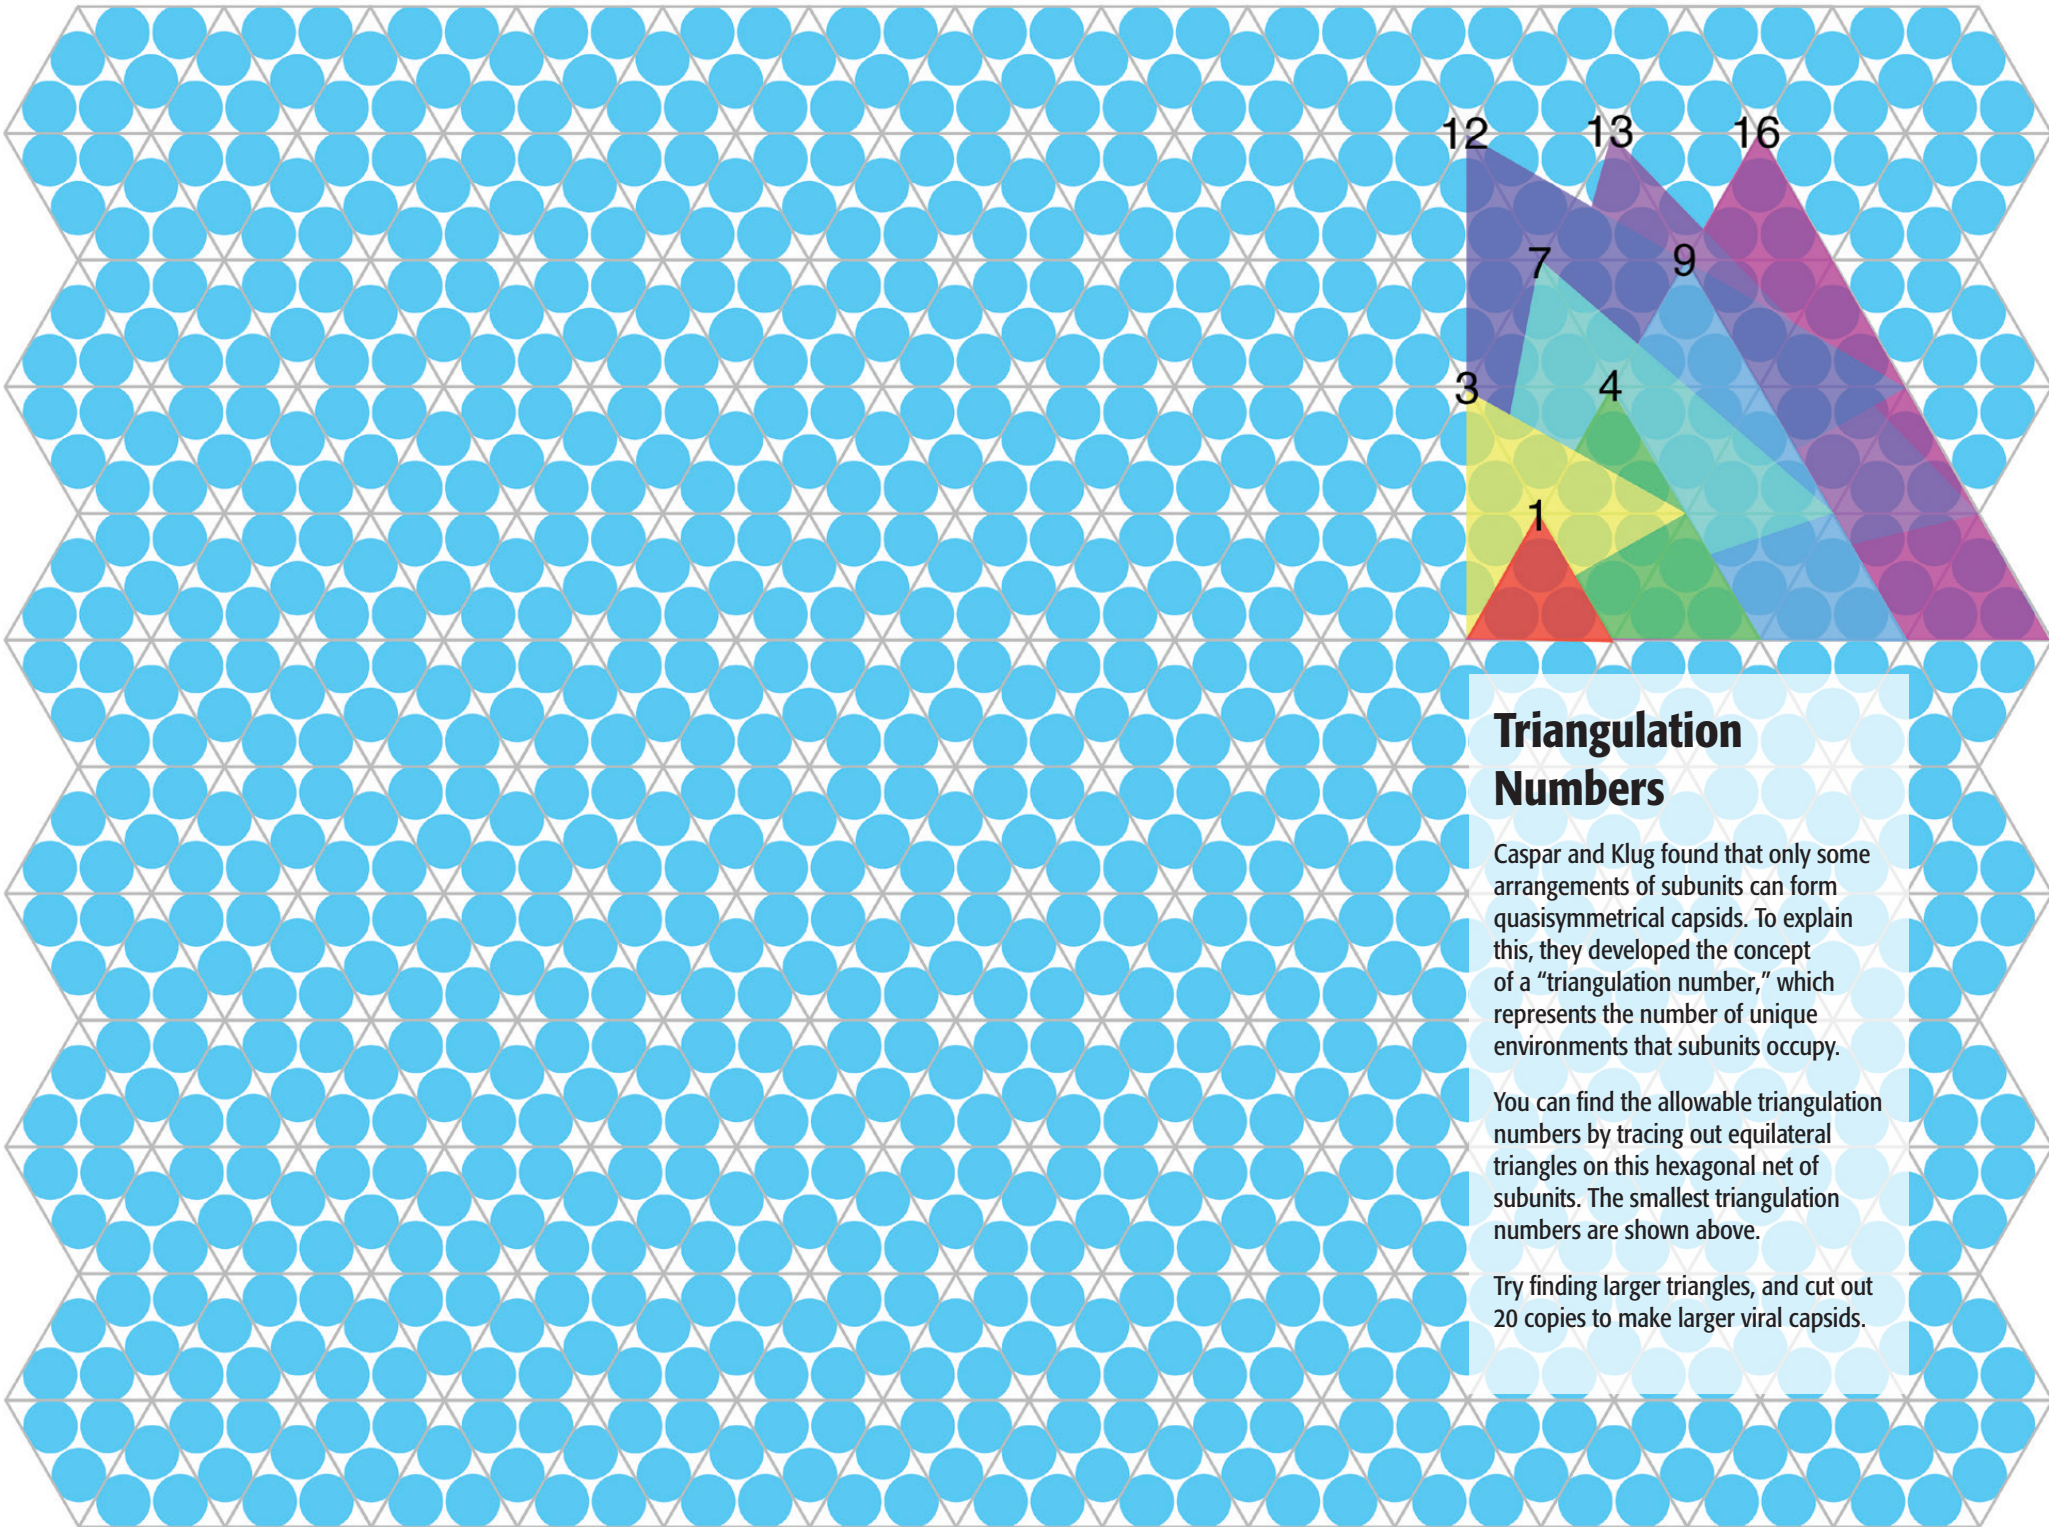 12 13 16
7 9
3 4
1
Triangulation
Numbers
Caspar and Klug found that only some
arrangements of subunits can form
quasisymmetrical capsids. To explain
this, they developed the concept
of a “triangulation number,” which
represents the number of unique
environments that subunits occupy.
You can find the allowable triangulation
numbers by tracing out equilateral
triangles on this hexagonal net of
subunits. The smallest triangulation
numbers are shown above.
Try finding larger triangles, and cut out
20 copies to make larger viral capsids.